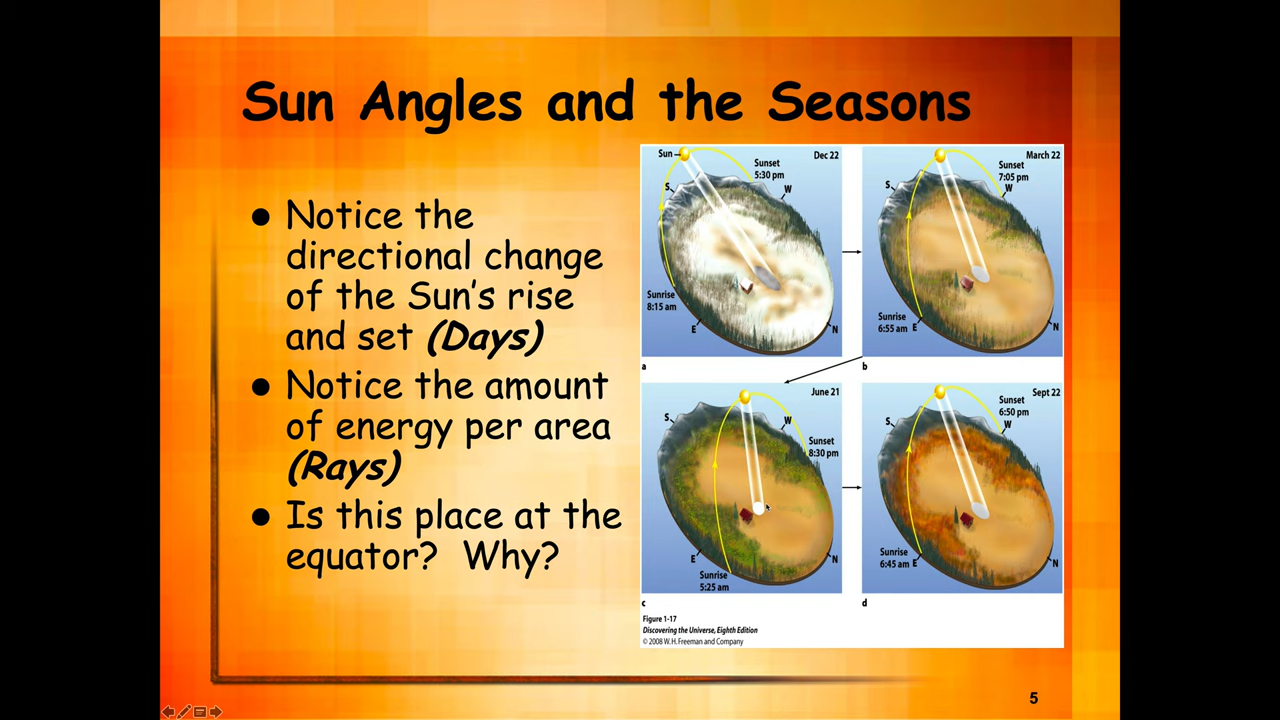 Sun Angles and the Seasons
● Notice the
directional change
of the Sun's rise
and set (Days)
● Notice the amount
of energy per area
(Rays)
● Is this place at the
equator? Why?
Sun
Dec 22
Sunset
5:30 pm
S
W
Sunrise
8:15 am
E
N
a
March 22
Sunset
7:05 pm
S
W
Sunrise
6:55 am
E
N
b
June 21
S
W
Sunset
8:30 pm
E
N
Sunrise
5:25 am
c
Sept 22
Sunset
6:50 pm
S
W
Sunrise
6:45 am
E
N
d
Figure 1-17
Discovering the Universe, Eighth Edition
© 2008 W. H. Freeman and Company
5